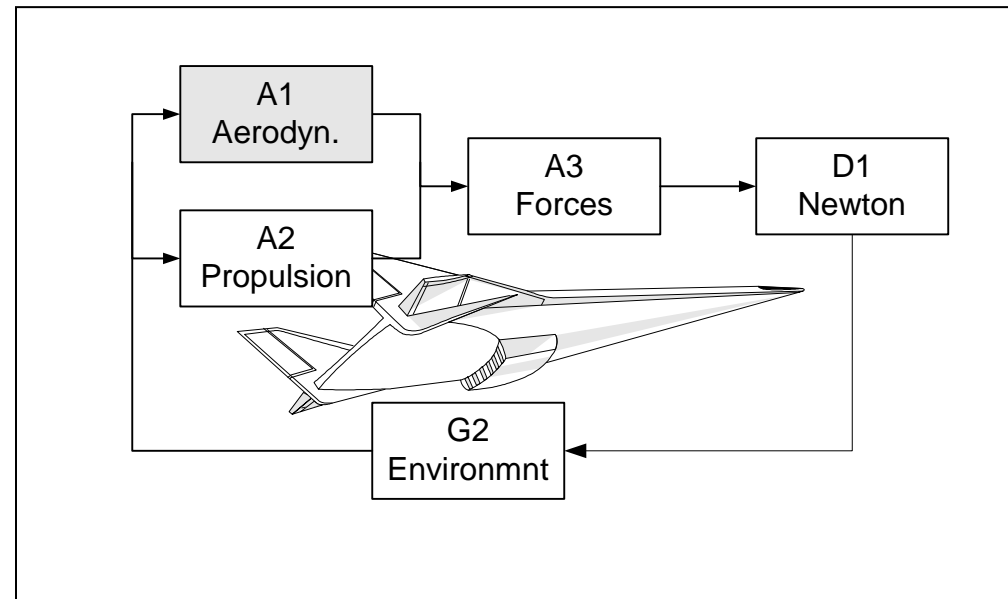 A1
Aerodyn.
A2
Propulsion
A3
Forces
D1
Newton
G2
Environmnt